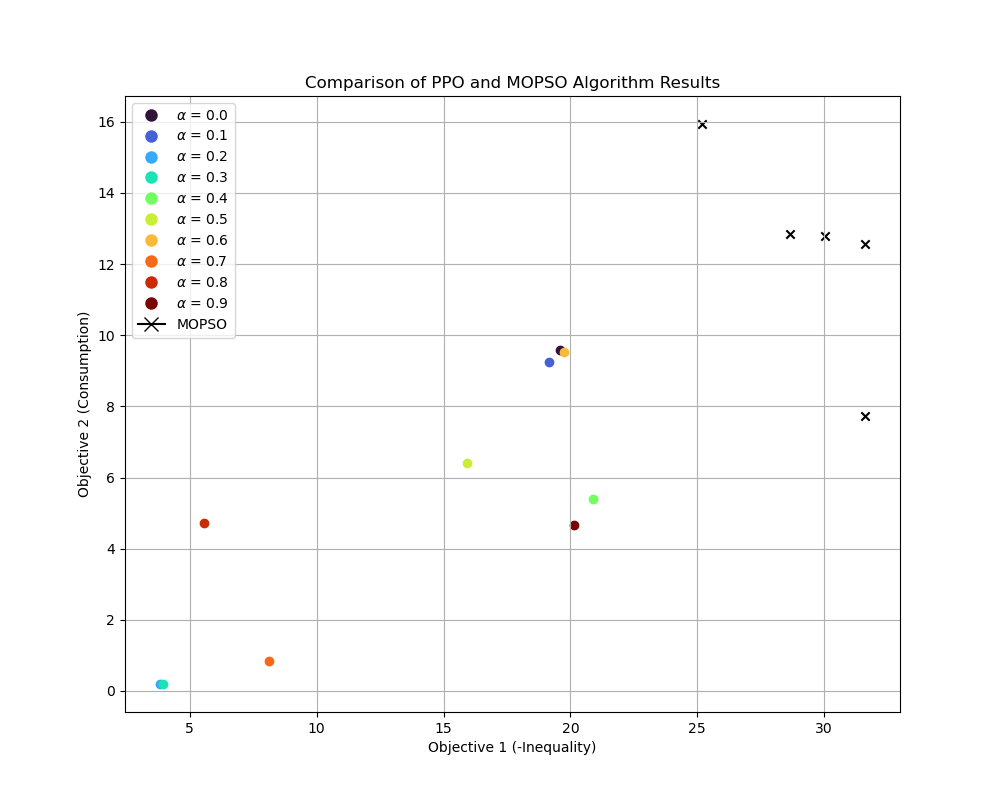 Comparison of PPO and MOPSO Algorithm Results
α = 0.0
α = 0.1
α = 0.2
α = 0.3
α = 0.4
α = 0.5
α = 0.6
α = 0.7
α = 0.8
α = 0.9
MOPSO
16
14
12
10
8
6
4
2
0
Objective 2 (Consumption)
5 10 15 20 25 30
Objective 1 (-Inequality)